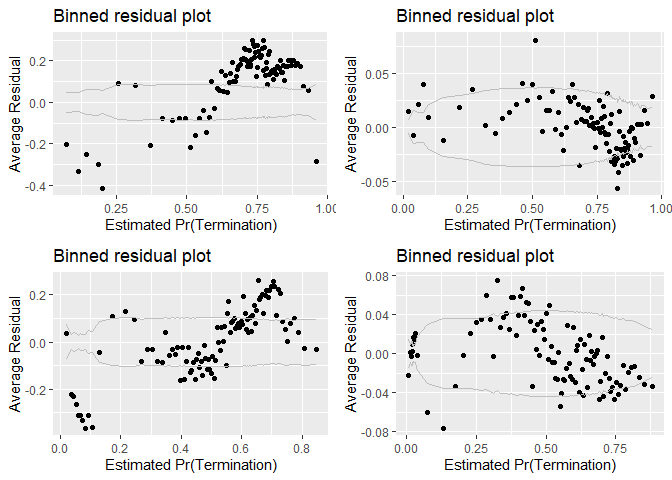 Binned residual plot
Average Residual
0.2
0.0
-0.2
-0.4
0.25
0.50
0.75
1.00
Estimated Pr(Termination)
Binned residual plot
Average Residual
0.05
0.00
-0.05
0.00
0.25
0.50
0.75
1.00
Estimated Pr(Termination)
Binned residual plot
Average Residual
0.2
0.0
-0.2
0.0
0.2
0.4
0.6
0.8
Estimated Pr(Termination)
Binned residual plot
Average Residual
0.08
0.04
0.00
-0.04
-0.08
0.00
0.25
0.50
0.75
Estimated Pr(Termination)